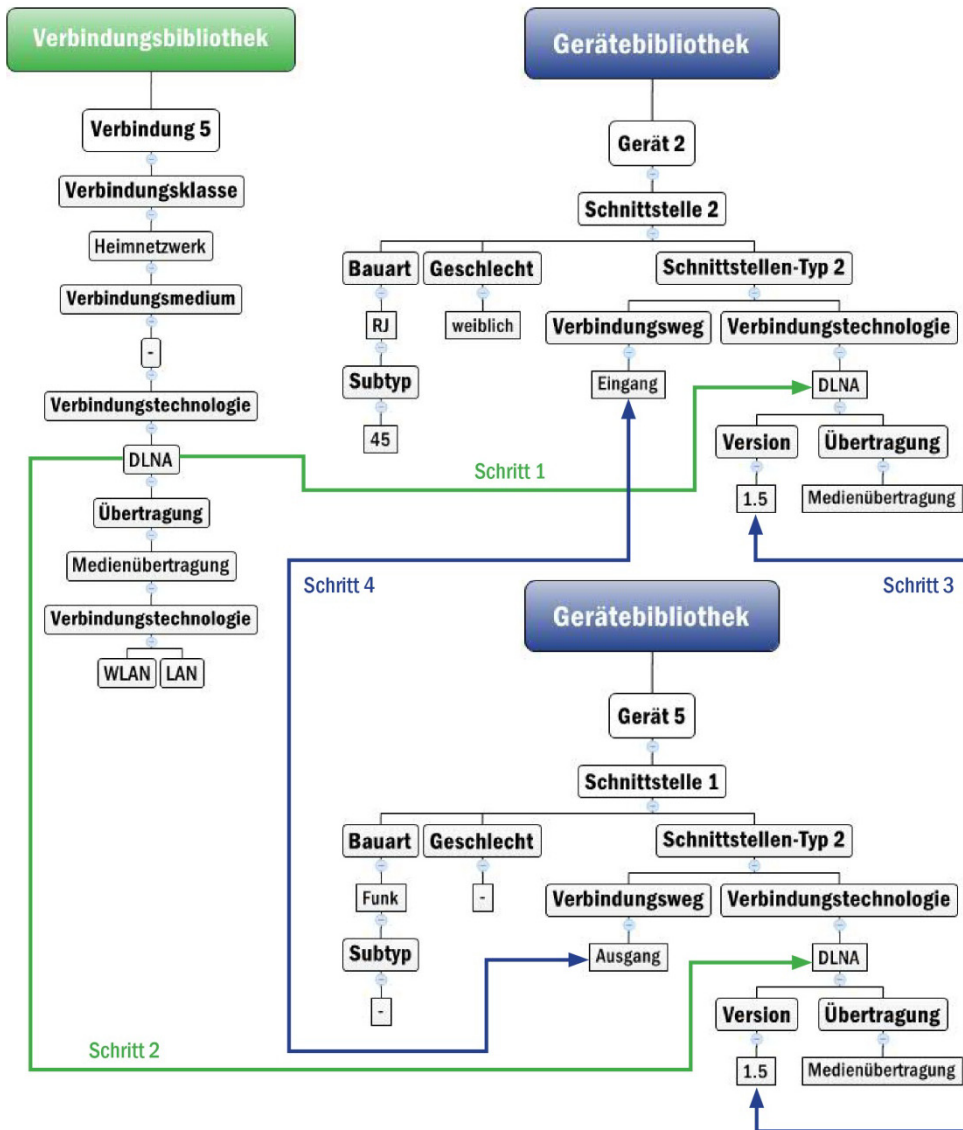 Verbindungsbibliothek
Verbindung 5
Verbindungsklasse
Heimnetzwerk
Verbindungsmedium
-
Verbindungstechnologie
DLNA
Übertragung
Medienübertragung
Verbindungstechnologie
WLAN LAN
Gerätebibliothek
Gerät 2
Schnittstelle 2
Bauart Geschlecht Schnittstellen-Typ 2
RJ weiblich Verbindungsweg Verbindungstechnologie
Subtyp Eingang DLNA
45 Version Übertragung
1.5 Medienübertragung
Schritt 1
Schritt 4
Schritt 3
Gerätebibliothek
Gerät 5
Schnittstelle 1
Bauart Geschlecht Schnittstellen-Typ 2
Funk - Verbindungsweg Verbindungstechnologie
Subtyp Ausgang DLNA
- Version Übertragung
1.5 Medienübertragung
Schritt 2